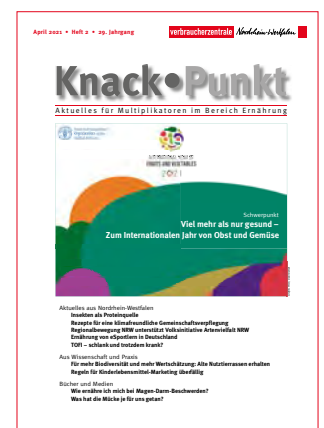 April 2021 • Heft 2 • 29. Jahrgang
verbraucherzentrale Nordrhein-Westfalen
Knack•Punkt
Aktuelles für Multiplikatoren im Bereich Ernährung
INTERNATIONAL YEAR OF
FRUITS AND VEGETABLES
2021
Schwerpunkt
Viel mehr als nur gesund –
Zum Internationalen Jahr von Obst und Gemüse
Aktuelles aus Nordrhein-Westfalen
Insekten als Proteinquelle
Rezepte für eine klimafreundliche Gemeinschaftsverpflegung
Regionalbewegung NRW unterstützt Volksinitiative Artenvielfalt NRW
Ernährung von eSportlern in Deutschland
TOFI – schlank und trotzdem krank?
Aus Wissenschaft und Praxis
Für mehr Biodiversität und mehr Wertschätzung: Alte Nutztierrassen erhalten
Regeln für Kinderlebensmittel-Marketing überfällig
Bücher und Medien
Wie ernähre ich mich bei Magen-Darm-Beschwerden?
Was hat die Mücke je für uns getan?